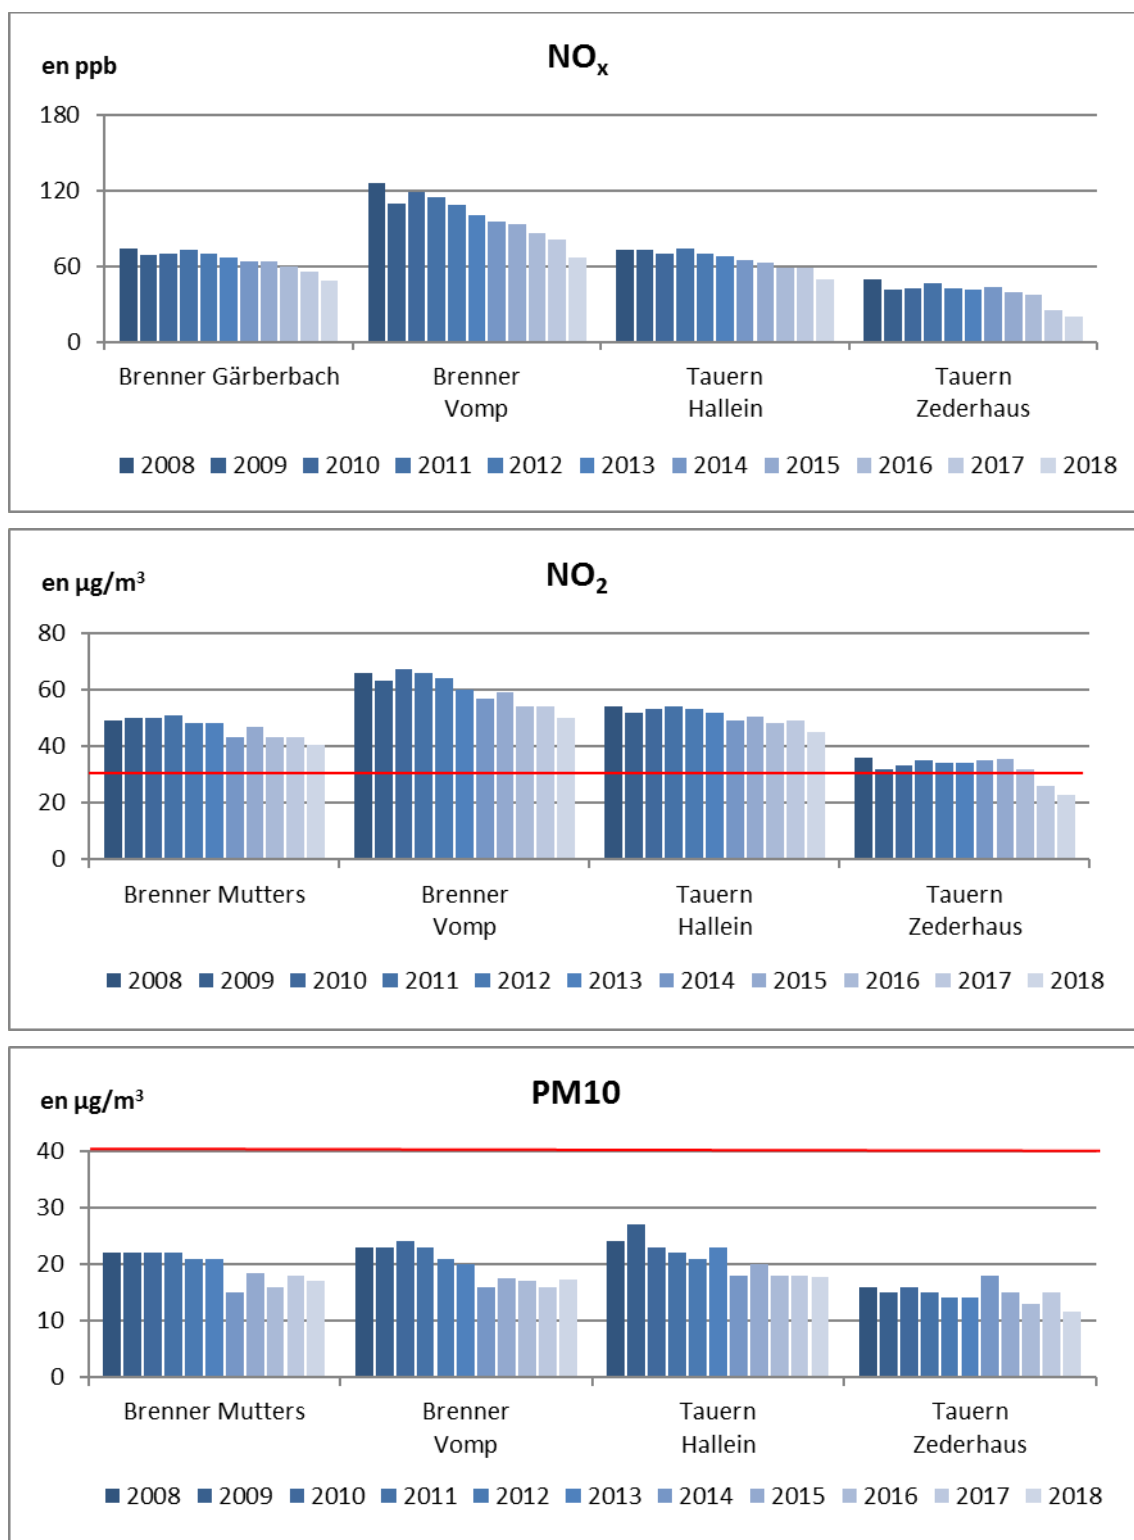 NOx
en ppb
180
120
60
0
Brenner Gärberbach
Brenner
Vomp
Tauern
Hallein
Tauern
Zederhaus
2008 2009 2010 2011 2012 2013 2014 2015 2016 2017 2018
NO2
en µg/m³
80
60
40
20
0
Brenner Mutters
Brenner
Vomp
Tauern
Hallein
Tauern
Zederhaus
2008 2009 2010 2011 2012 2013 2014 2015 2016 2017 2018
PM10
en µg/m³
40
30
20
10
0
Brenner Mutters
Brenner
Vomp
Tauern
Hallein
Tauern
Zederhaus
2008 2009 2010 2011 2012 2013 2014 2015 2016 2017 2018